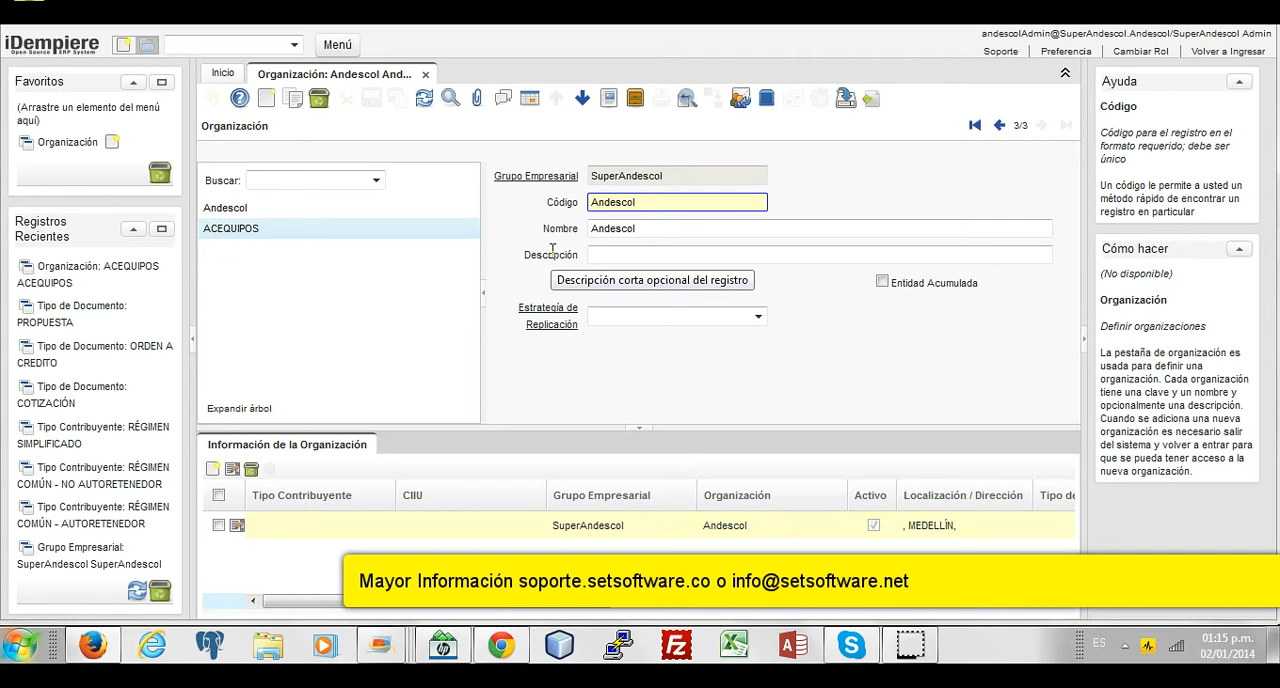 iDempiere
Open Source ERP System
Menú
andescolAdmin@SuperAndescol.Andescol/SuperAndescol Admin
Soporte
Preferencia
Cambiar Rol
Volver a Ingresar
Favoritos
(Arrastre un elemento del menú
aquí)
Organización
Registros
Recientes
Organización: ACEQUIPOS
ACEQUIPOS
Tipo de Documento:
PROPUESTA
Tipo de Documento: ORDEN A
CREDITO
Tipo de Documento:
COTIZACIÓN
Tipo Contribuyente: RÉGIMEN
SIMPLIFICADO
Tipo Contribuyente: RÉGIMEN
COMÚN - NO AUTORETENEDOR
Tipo Contribuyente: RÉGIMEN
COMÚN - AUTORETENEDOR
Grupo Empresarial:
SuperAndescol SuperAndescol
Inicio
Organización: Andescol And...
Organización
3/3
Buscar:
Andescol
ACEQUIPOS
Expandir árbol
Grupo Empresarial
SuperAndescol
Código
Andescol
Nombre
Andescol
Descripción
Descripción corta opcional del registro
Entidad Acumulada
Estrategía de
Replicación
Información de la Organización
Tipo Contribuyente
CIIU
Grupo Empresarial
Organización
Activo
Localización / Dirección
Tipo de
SuperAndescol
Andescol
, MEDELLÍN,
Ayuda
Código
Código para el registro en el
formato requerido; debe ser
único
Un código le permite a usted un
método rápido de encontrar un
registro en particular
Cómo hacer
(No disponible)
Organización
Definir organizaciones
La pestaña de organización es
usada para definir una
organización. Cada organización
tiene una clave y un nombre y
opcionalmente una descripción.
Cuando se adiciona una nueva
organización es necesario salir
del sistema y volver a entrar para
que se pueda tener acceso a la
nueva organización.
Mayor Información soporte.setsoftware.co o info@setsoftware.net
ES
01:15 p.m.
02/01/2014